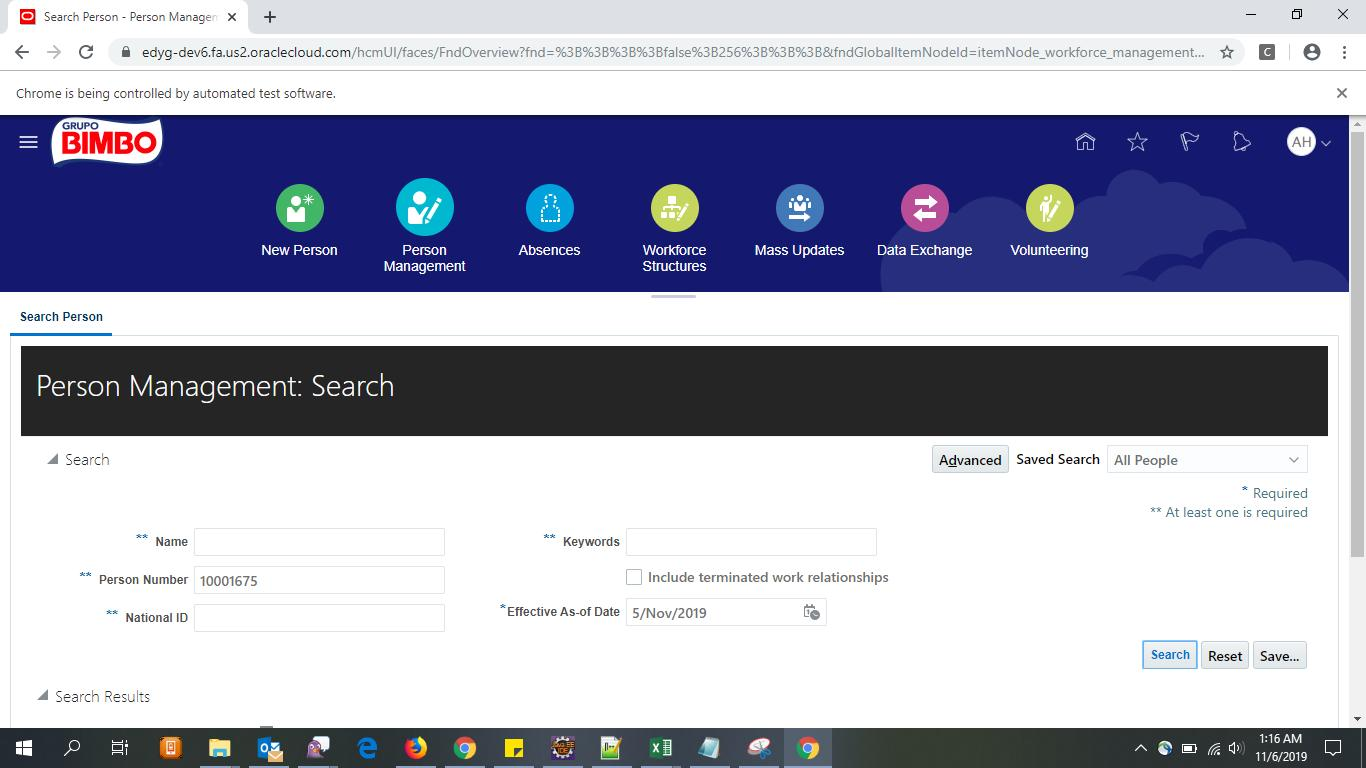 Search Person - Person Managem
edyg-dev6.fa.us2.oraclecloud.com/hcmUI/faces/FndOverview?fnd=%3B%3B%3B%3Bfalse%3B256%3B%3B%3B&fndGlobalItemNodeId=itemNode_workforce_management...
C
Chrome is being controlled by automated test software.
GRUPO
BIMBO
AH
New Person
Person Management
Absences
Workforce Structures
Mass Updates
Data Exchange
Volunteering
Search Person
Person Management: Search
Search
Advanced Saved Search All People
* Required
** At least one is required
** Name
** Keywords
** Person Number 10001675
Include terminated work relationships
** National ID
*Effective As-of Date 5/Nov/2019
Search Reset Save...
Search Results
1:16 AM
11/6/2019